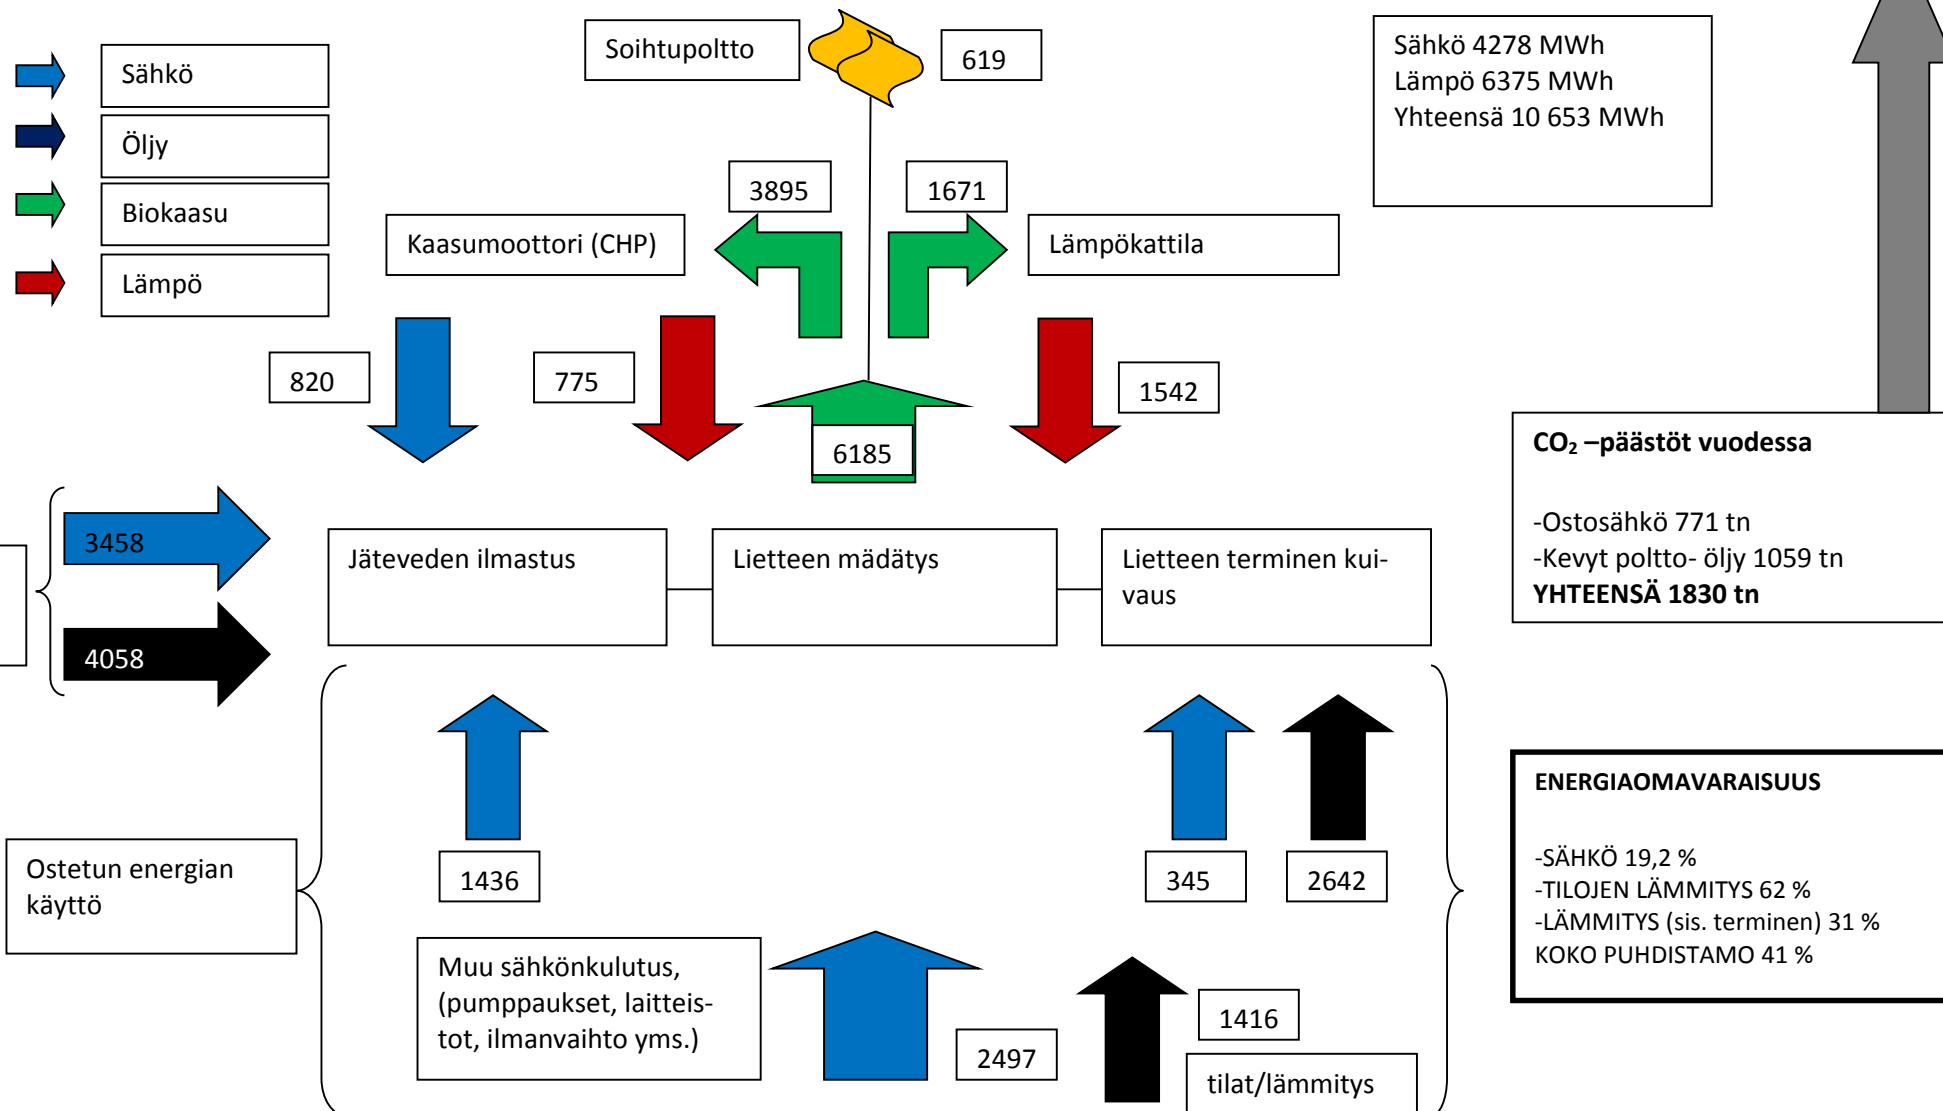 Sähkö
Öljy
Biokaasu
Lämpö
Soihtupoltto
619
Sähkö 4278 MWh
Lämpö 6375 MWh
Yhteensä 10 653 MWh
3895
1671
Kaasumoottori (CHP)
Lämpökattila
820
775
1542
6185
3458
4058
Jäteveden ilmastus
Lietteen mädätys
Lietteen terminen kui-
vaus
CO₂ –päästöt vuodessa
-Ostosähkö 771 tn
-Kevyt poltto- öljy 1059 tn
YHTEENSÄ 1830 tn
Ostetun energian
käyttö
1436
345
2642
Muu sähkönkulutus,
(pumppaukset, laitteis-
tot, ilmanvaihto yms.)
2497
1416
tilat/lämmitys
ENERGIAOMAVARAISUUS
-SÄHKÖ 19,2 %
-TILOJEN LÄMMITYS 62 %
-LÄMMITYS (sis. terminen) 31 %
KOKO PUHDISTAMO 41 %